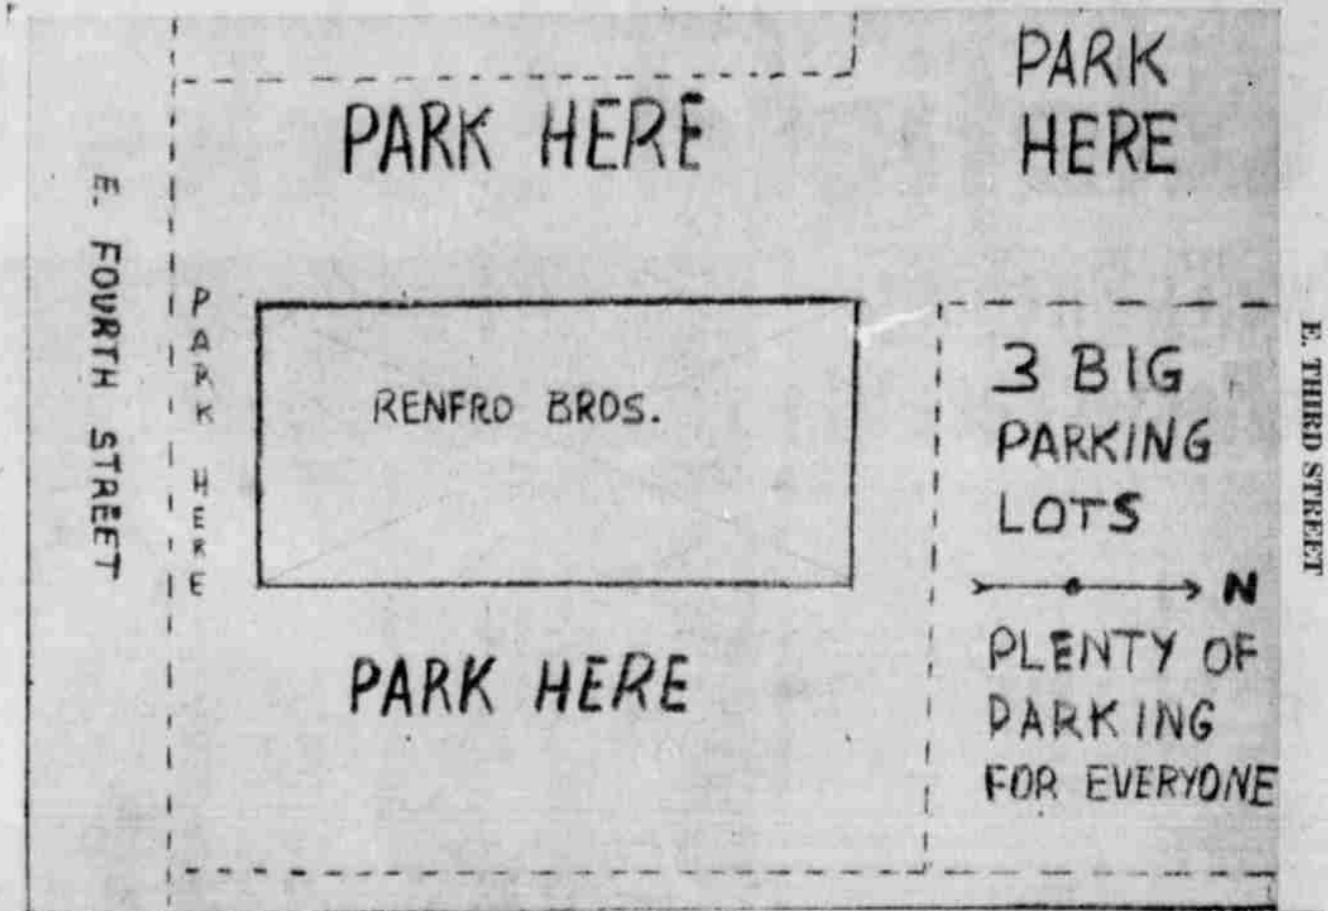 PARK
HERE
PARK HERE
E. FOURTH STREET
PARK HERE
RENFRO BROS.
3 BIG
PARKING
LOTS
N
PLENTY OF
PARKING
FOR EVERYONE
PARK HERE
E. THIRD STREET